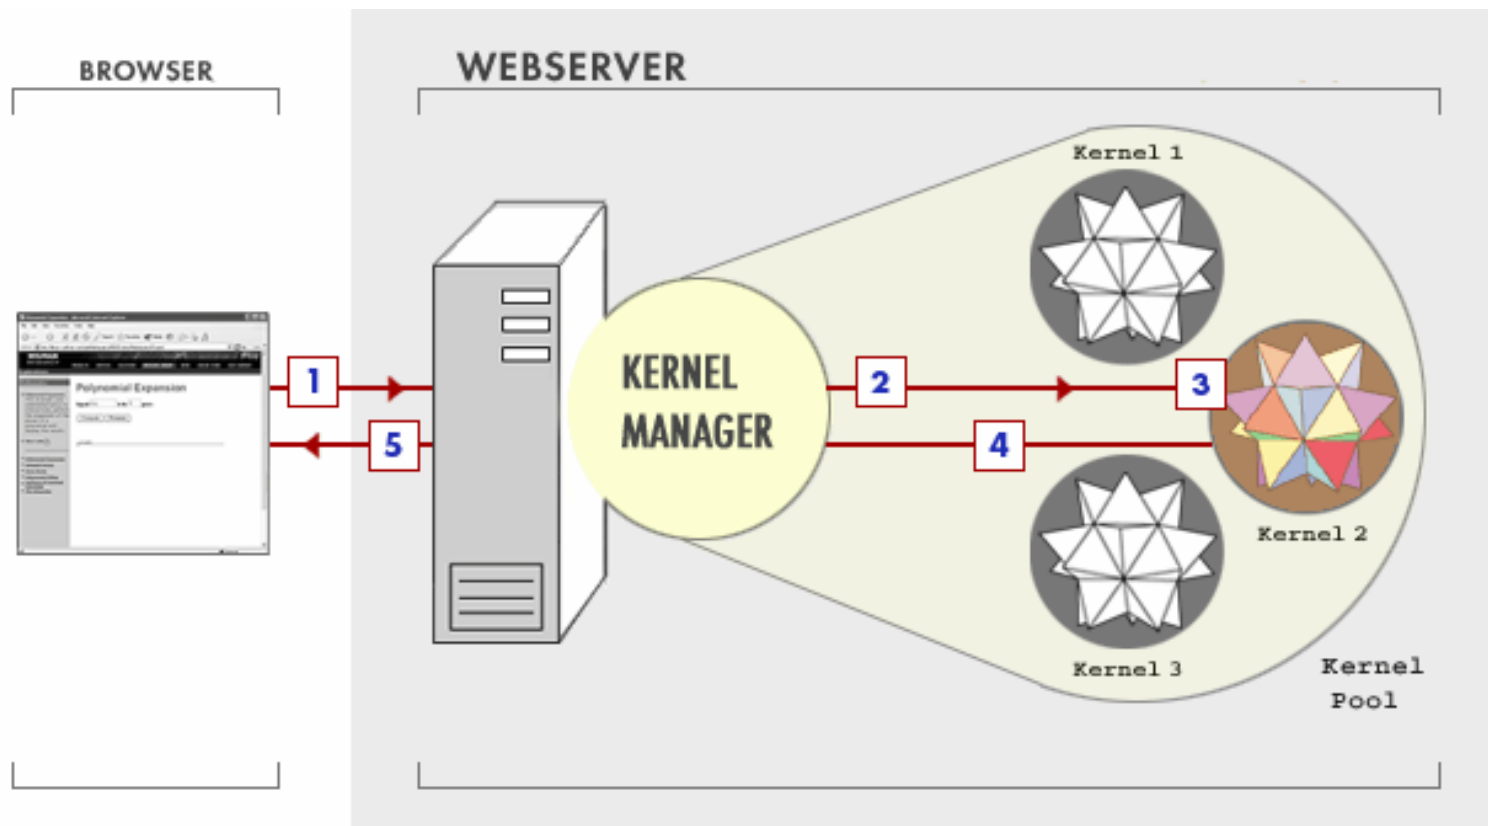 BROWSER
WEBSERVER
Kernel 1
Polynomial Expansion
1
KERNEL
MANAGER
2
3
5
4
Kernel 2
Kernel 3
Kernel
Pool